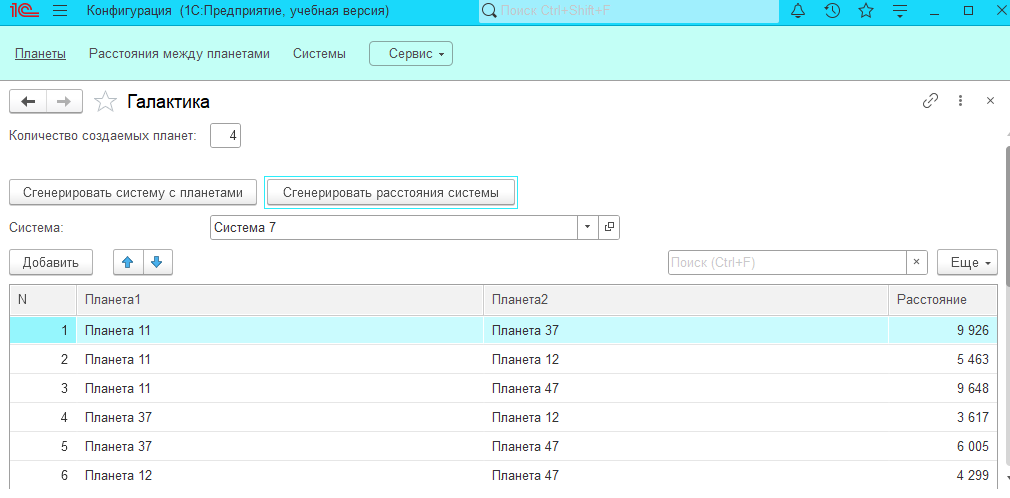 1С Конфигурация (1С:Предприятие, учебная версия) Поиск Ctrl+Shift+F
Планеты Расстояния между планетами Системы Сервис
Галактика
Количество создаемых планет: 4
Сгенерировать систему с планетами Сгенерировать расстояния системы
Система: Система 7
Добавить Поиск (Ctrl+F) × Еще
N Планета1 Планета2 Расстояние
1 Планета 11 Планета 37 9 926
2 Планета 11 Планета 12 5 463
3 Планета 11 Планета 47 9 648
4 Планета 37 Планета 12 3 617
5 Планета 37 Планета 47 6 005
6 Планета 12 Планета 47 4 299